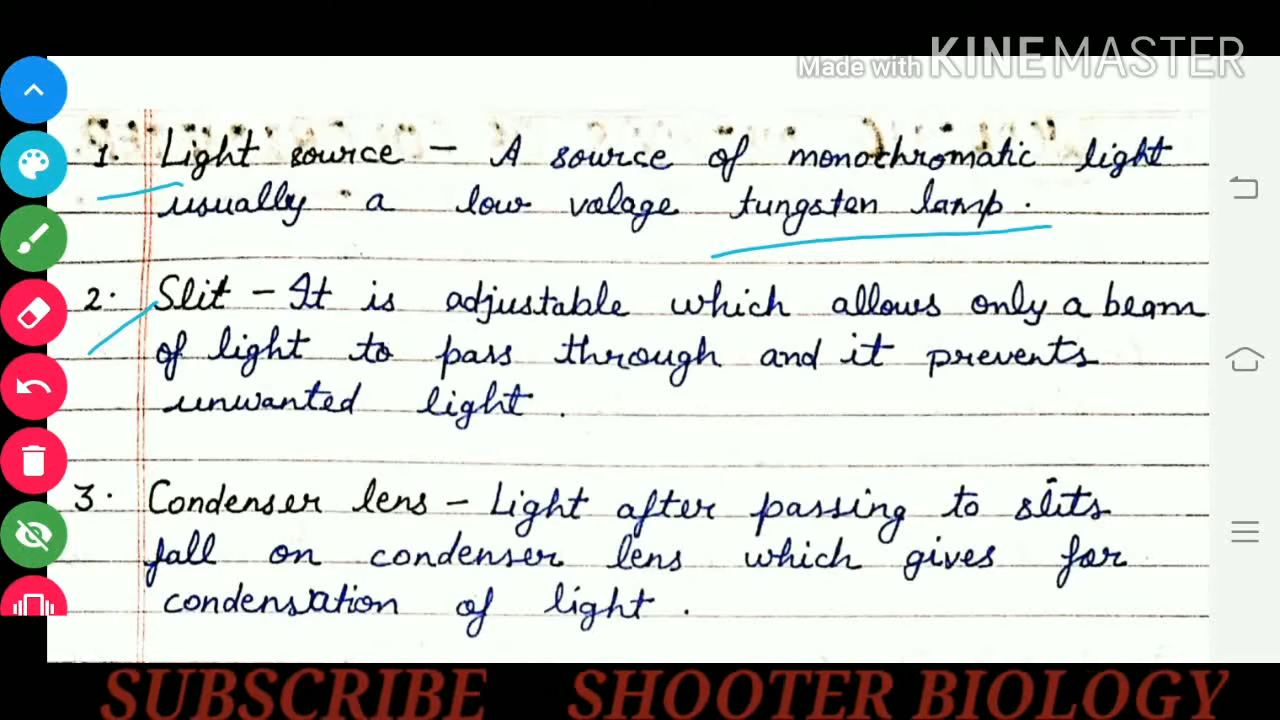 Made with KINEMASTER
1. Light source - A source of monochromatic light
usually a low volage tungsten lamp.
2. Slit - It is adjustable which allows only a beam
of light to pass through and it prevents
unwanted light.
3. Condenser lens - Light after passing to slits
fall on condenser lens which gives for
condensation of light.
SUBSCRIBE SHOOTER BIOLOGY